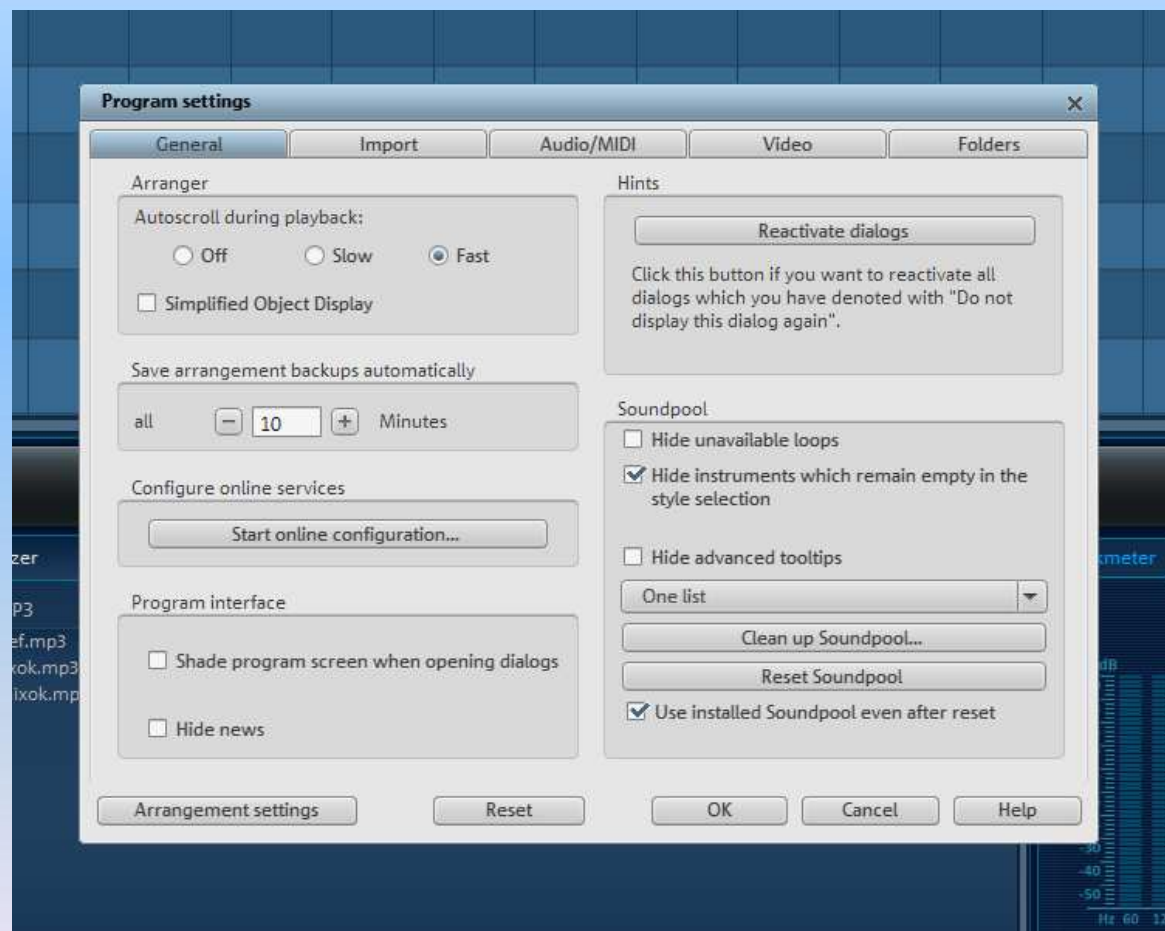 Program settings
General
Import
Audio/MIDI
Video
Folders
Arranger
Autoscroll during playback:
Off
Slow
Fast
Simplified Object Display
Save arrangement backups automatically
all
10
Minutes
Configure online services
Start online configuration...
Program interface
Shade program screen when opening dialogs
Hide news
Hints
Reactivate dialogs
Click this button if you want to reactivate all
dialogs which you have denoted with "Do not
display this dialog again".
Soundpool
Hide unavailable loops
Hide instruments which remain empty in the
style selection
Hide advanced tooltips
One list
Clean up Soundpool...
Reset Soundpool
Use installed Soundpool even after reset
Arrangement settings
Reset
OK
Cancel
Help
zer
P3
ef.mp3
xok.mp3
ixok.mp
meter
dB
-30
-40
-50
Hz 60 12